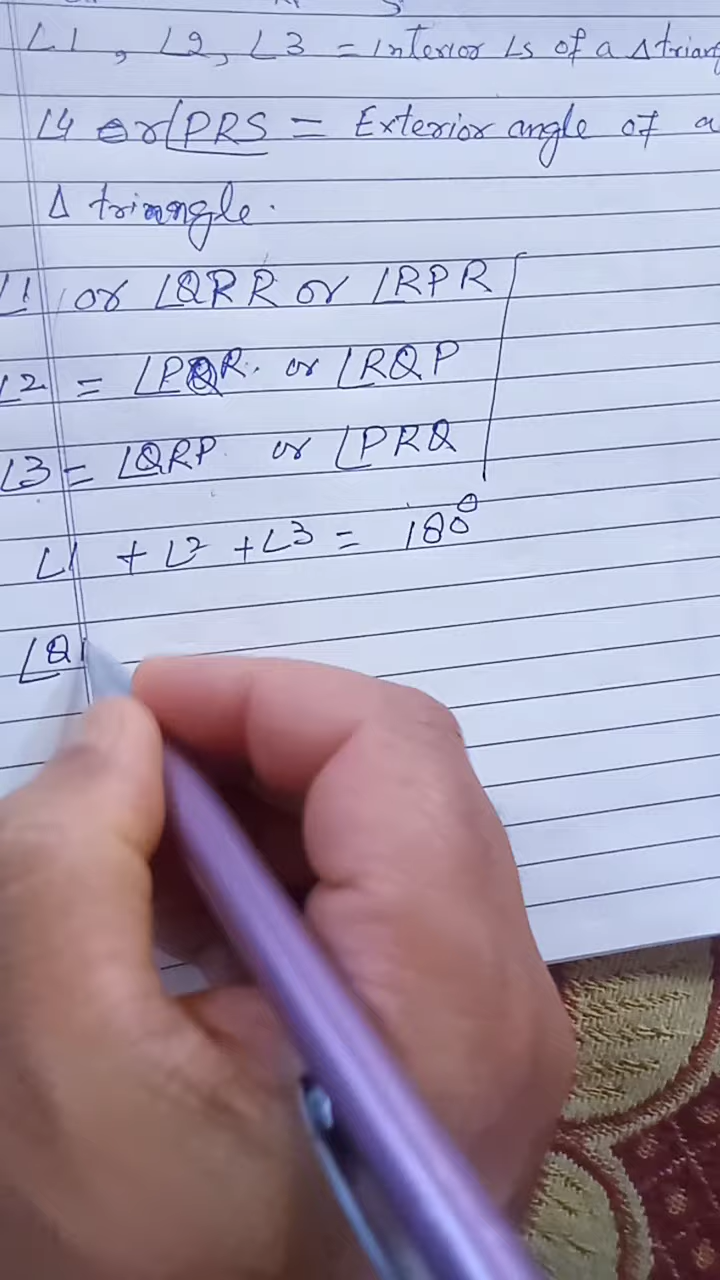 ∠1, ∠2, ∠3 = Interior ∠s of a Δ
∠4 or ∠PRS = Exterior angle of a
Δ triangle.
∠1 or ∠QRR or ∠RPR
∠2 = ∠PQR. or ∠RQP
∠3 = ∠QRP or ∠PRQ
∠1 + ∠2 + ∠3 = 180°
∠Q